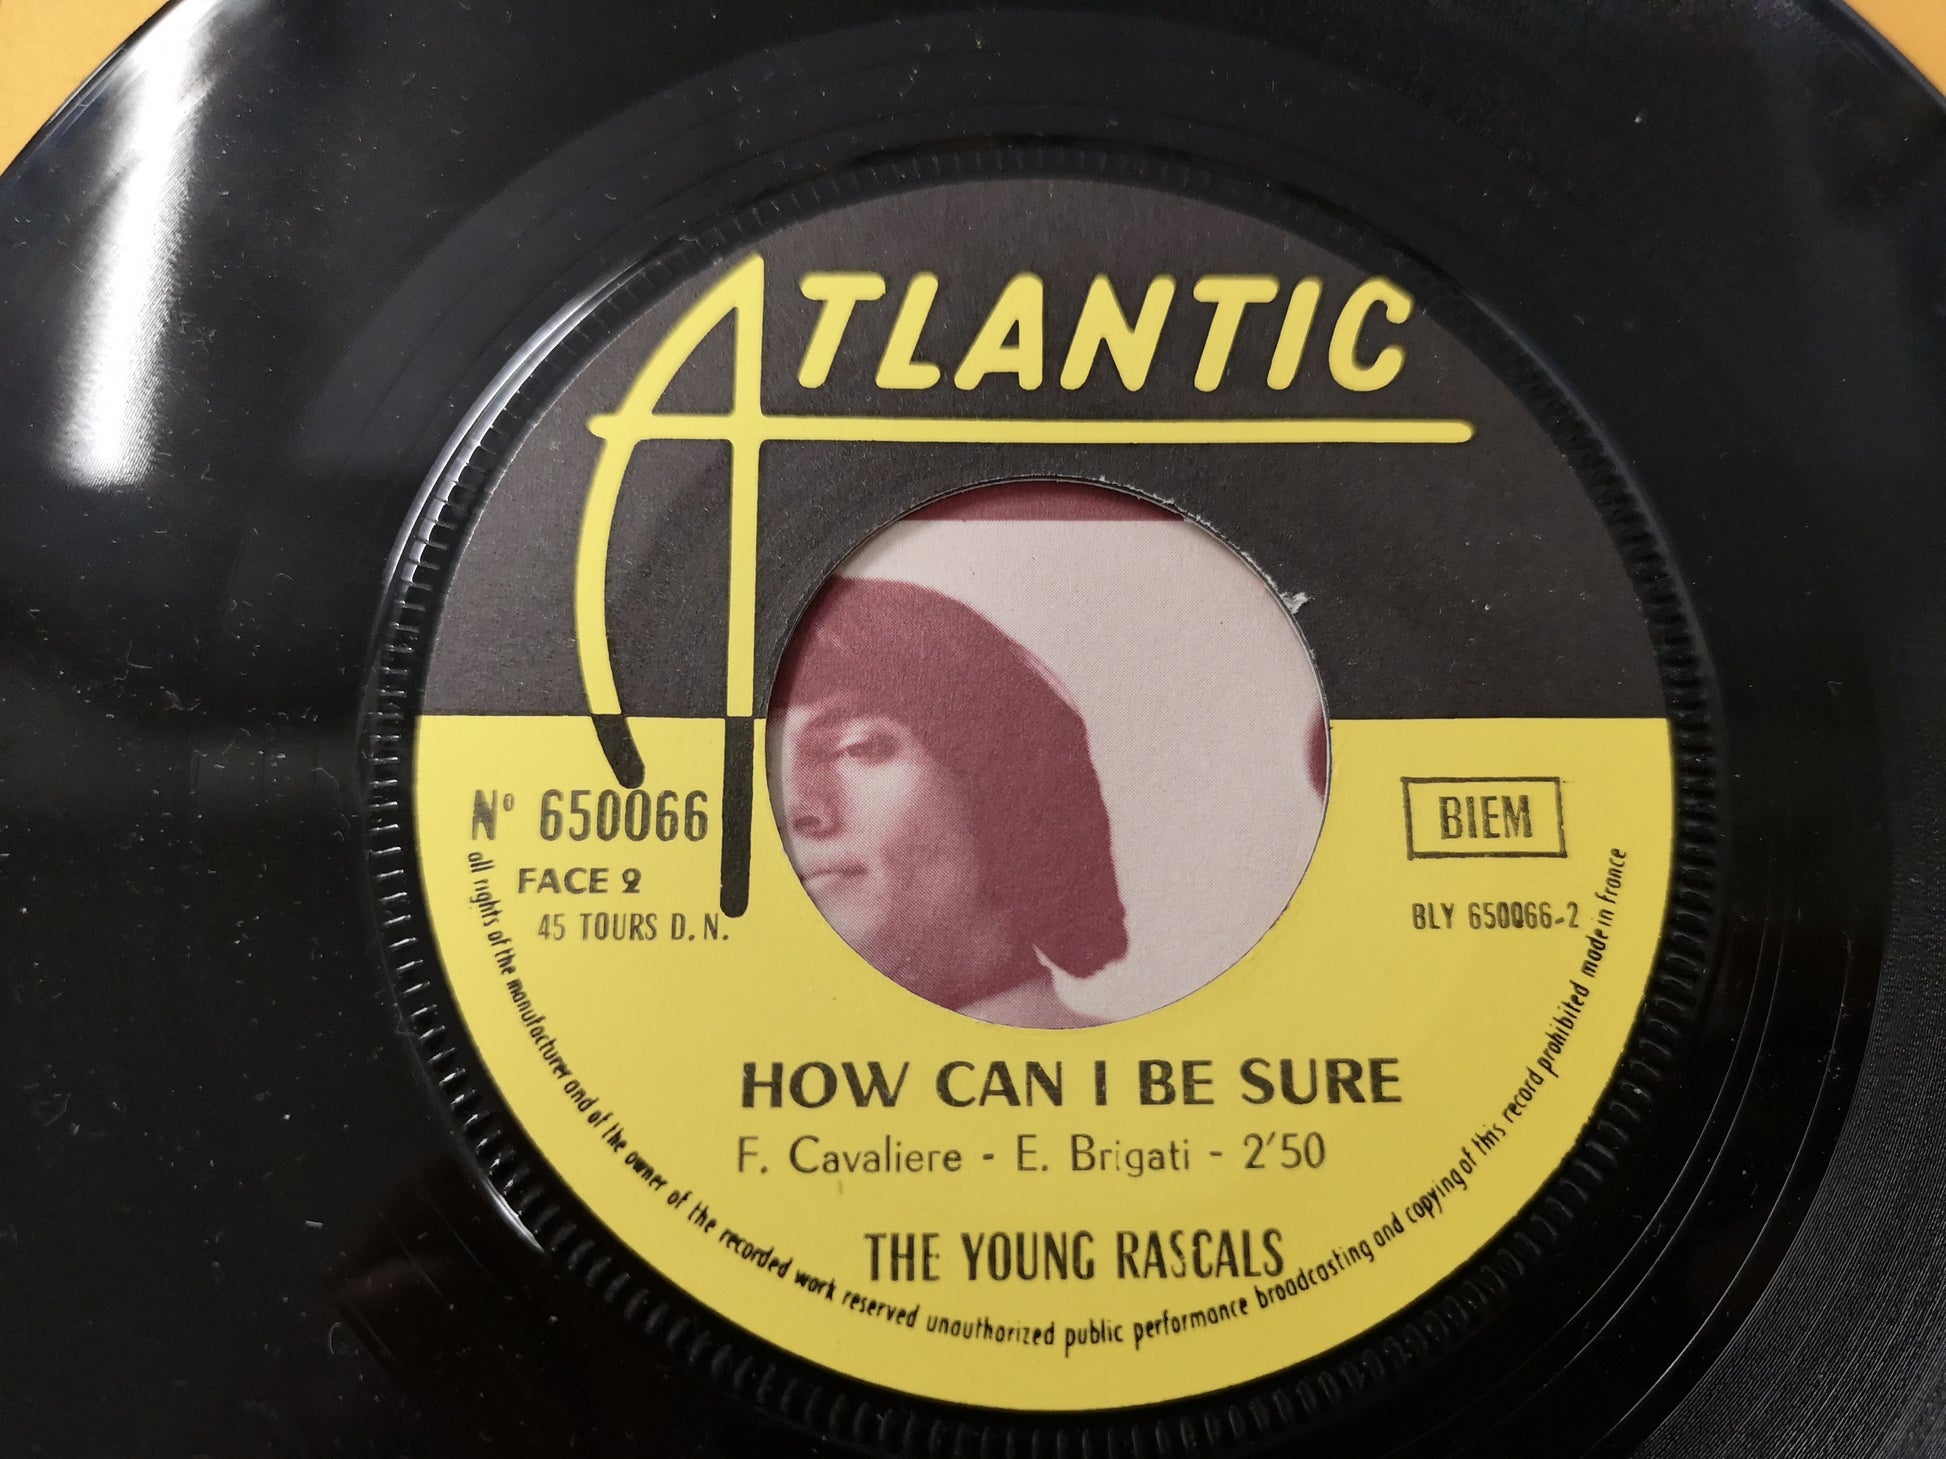 ATLANTIC
Nº 650066
FACE 2
45 TOURS D.N.
BIEM
BLY 650066-2
HOW CAN I BE SURE
F. Cavaliere - E. Brigati - 2'50
THE YOUNG RASCALS
all rights of the manufacturer and of the owner of the recorded work reserved unauthorized public performance broadcasting and copying of this record prohibited made in france